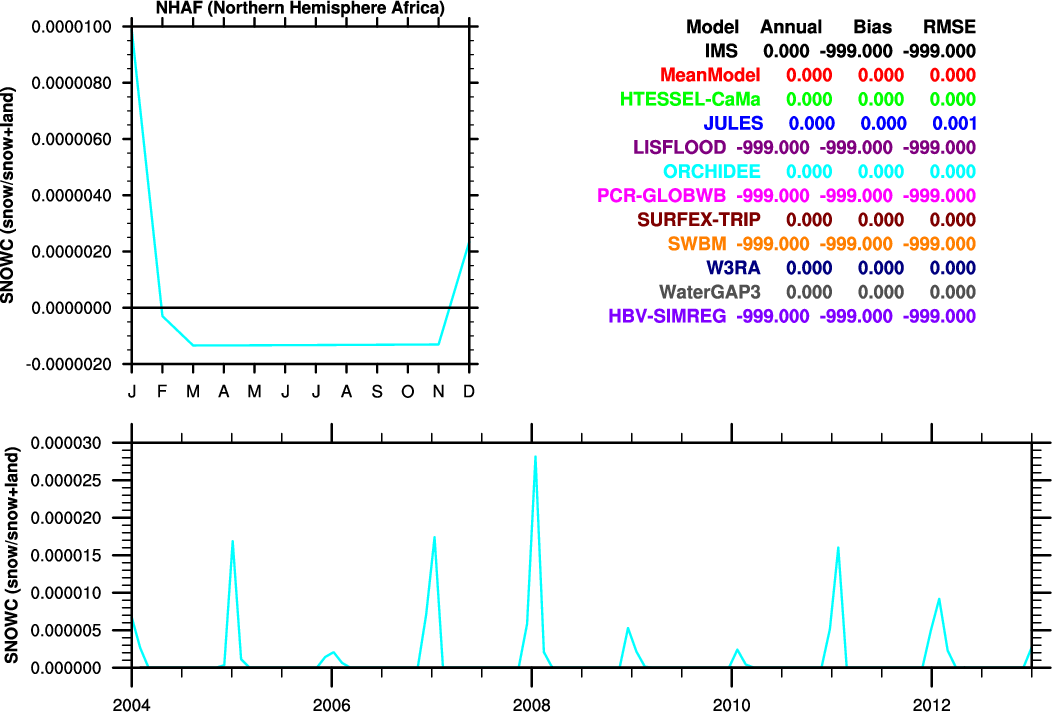 NHAF (Northern Hemisphere Africa)
SNOWC (snow/snow+land)
0.0000100
0.0000080
0.0000060
0.0000040
0.0000020
0.0000000
-0.0000020
J F M A M J J A S O N D
Model Annual Bias RMSE
IMS 0.000 -999.000 -999.000
MeanModel 0.000 0.000 0.000
HTESSEL-CaMa 0.000 0.000 0.000
JULES 0.000 0.000 0.001
LISFLOOD -999.000 -999.000 -999.000
ORCHIDEE 0.000 0.000 0.000
PCR-GLOBWB -999.000 -999.000 -999.000
SURFEX-TRIP 0.000 0.000 0.000
SWBM -999.000 -999.000 -999.000
W3RA 0.000 0.000 0.000
WaterGAP3 0.000 0.000 0.000
HBV-SIMREG -999.000 -999.000 -999.000
SNOWC (snow/snow+land)
0.000030
0.000025
0.000020
0.000015
0.000010
0.000005
0.000000
2004 2006 2008 2010 2012